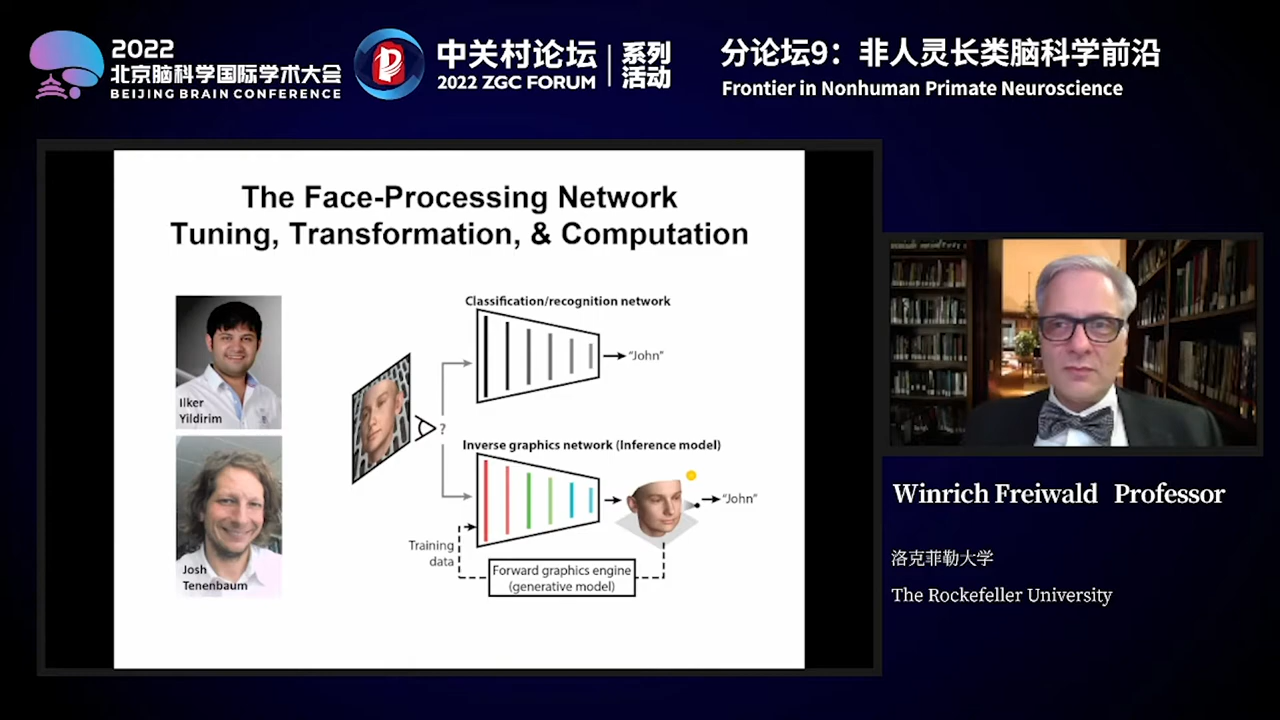 2022
北京脑科学国际学术大会
BEIJING BRAIN CONFERENCE
中关村论坛
2022 ZGC FORUM
系列
活动
分论坛9：非人灵长类脑科学前沿
Frontier in Nonhuman Primate Neuroscience
The Face-Processing Network
Tuning, Transformation, & Computation
Ilker
Yildirim
Josh
Tenenbaum
Classification/recognition network
"John"
?
Inverse graphics network (Inference model)
"John"
Training
data
Forward graphics engine
(generative model)
Winrich Freiwald Professor
洛克菲勒大学
The Rockefeller University